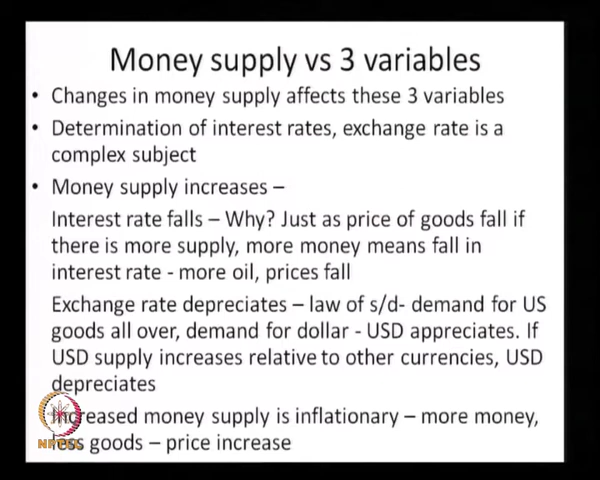 Money supply vs 3 variables
• Changes in money supply affects these 3 variables
• Determination of interest rates, exchange rate is a
complex subject
• Money supply increases –
Interest rate falls – Why? Just as price of goods fall if
there is more supply, more money means fall in
interest rate - more oil, prices fall
Exchange rate depreciates – law of s/d- demand for US
goods all over, demand for dollar - USD appreciates. If
USD supply increases relative to other currencies, USD
depreciates
Increased money supply is inflationary – more money,
less goods – price increase
NPTEL